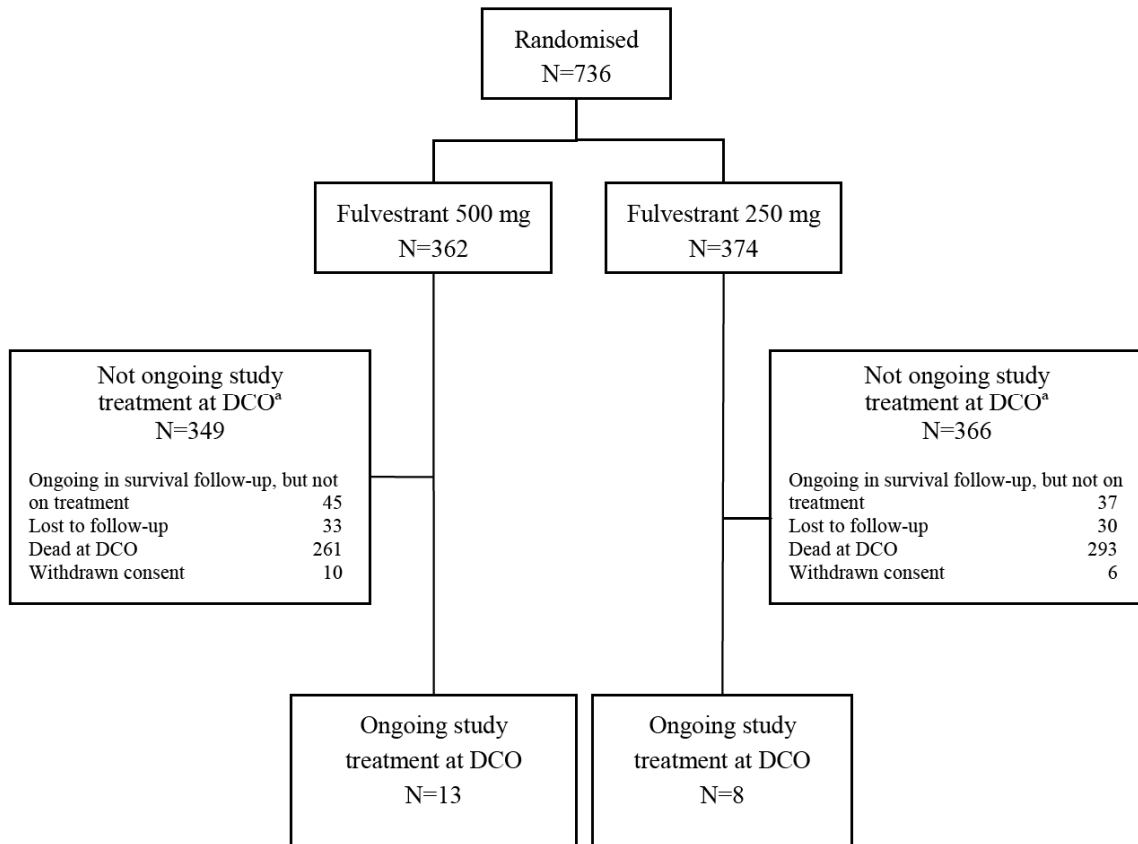 Randomised
N=736
Fulvestrant 500 mg
N=362
Fulvestrant 250 mg
N=374
Not ongoing study
treatment at DCOᵃ
N=349
Ongoing in survival follow-up, but not
on treatment 45
Lost to follow-up 33
Dead at DCO 261
Withdrawn consent 10
Not ongoing study
treatment at DCOᵃ
N=366
Ongoing in survival follow-up, but not on
treatment 37
Lost to follow-up 30
Dead at DCO 293
Withdrawn consent 6
Ongoing study
treatment at DCO
N=13
Ongoing study
treatment at DCO
N=8